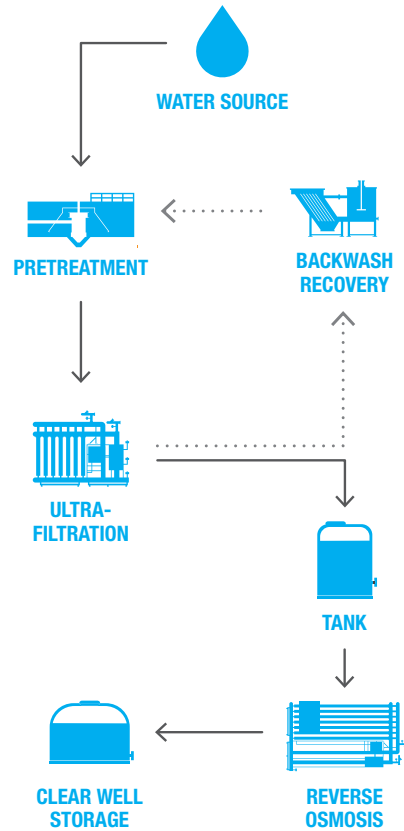 WATER SOURCE
PRETREATMENT
BACKWASH
RECOVERY
ULTRA-
FILTRATION
TANK
CLEAR WELL
STORAGE
REVERSE
OSMOSIS